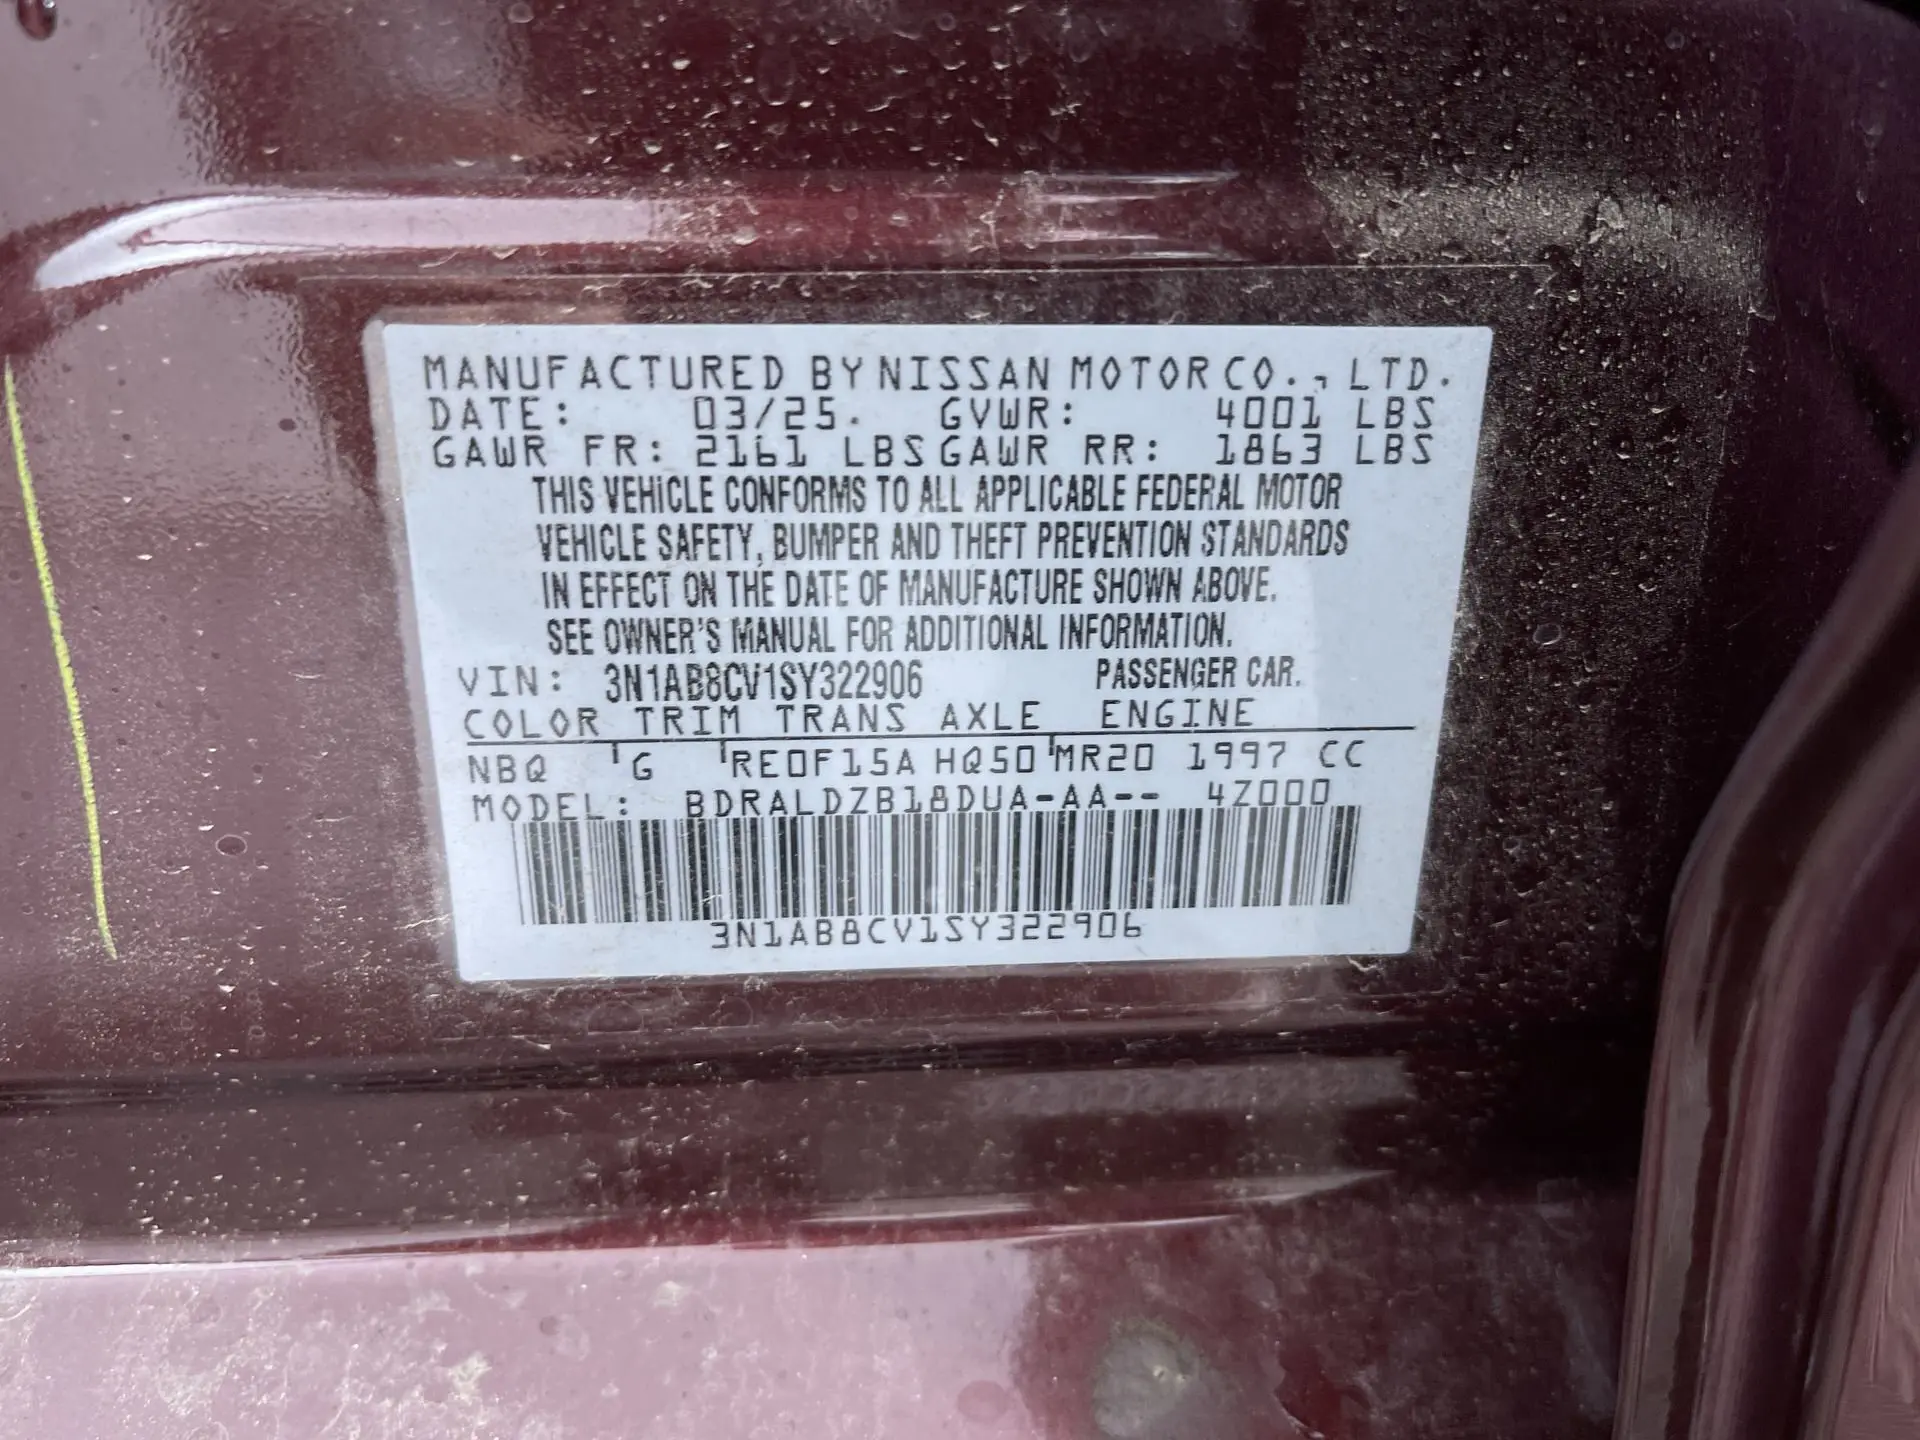 MANUFACTURED BY NISSAN MOTOR CO., LTD.
DATE: 03/25. GVWR: 4001 LBS
GAWR FR: 2161 LBS GAWR RR: 1863 LBS
THIS VEHICLE CONFORMS TO ALL APPLICABLE FEDERAL MOTOR
VEHICLE SAFETY, BUMPER AND THEFT PREVENTION STANDARDS
IN EFFECT ON THE DATE OF MANUFACTURE SHOWN ABOVE.
SEE OWNER'S MANUAL FOR ADDITIONAL INFORMATION.
VIN: 3N1AB8CV1SY322906 PASSENGER CAR.
COLOR TRIM TRANS AXLE ENGINE
NBQ G RE0F15A HQ50 MR20 1997 CC
MODEL: BDRALDZB18DUA-AA-- 4Z000
3N1AB8CV1SY322906